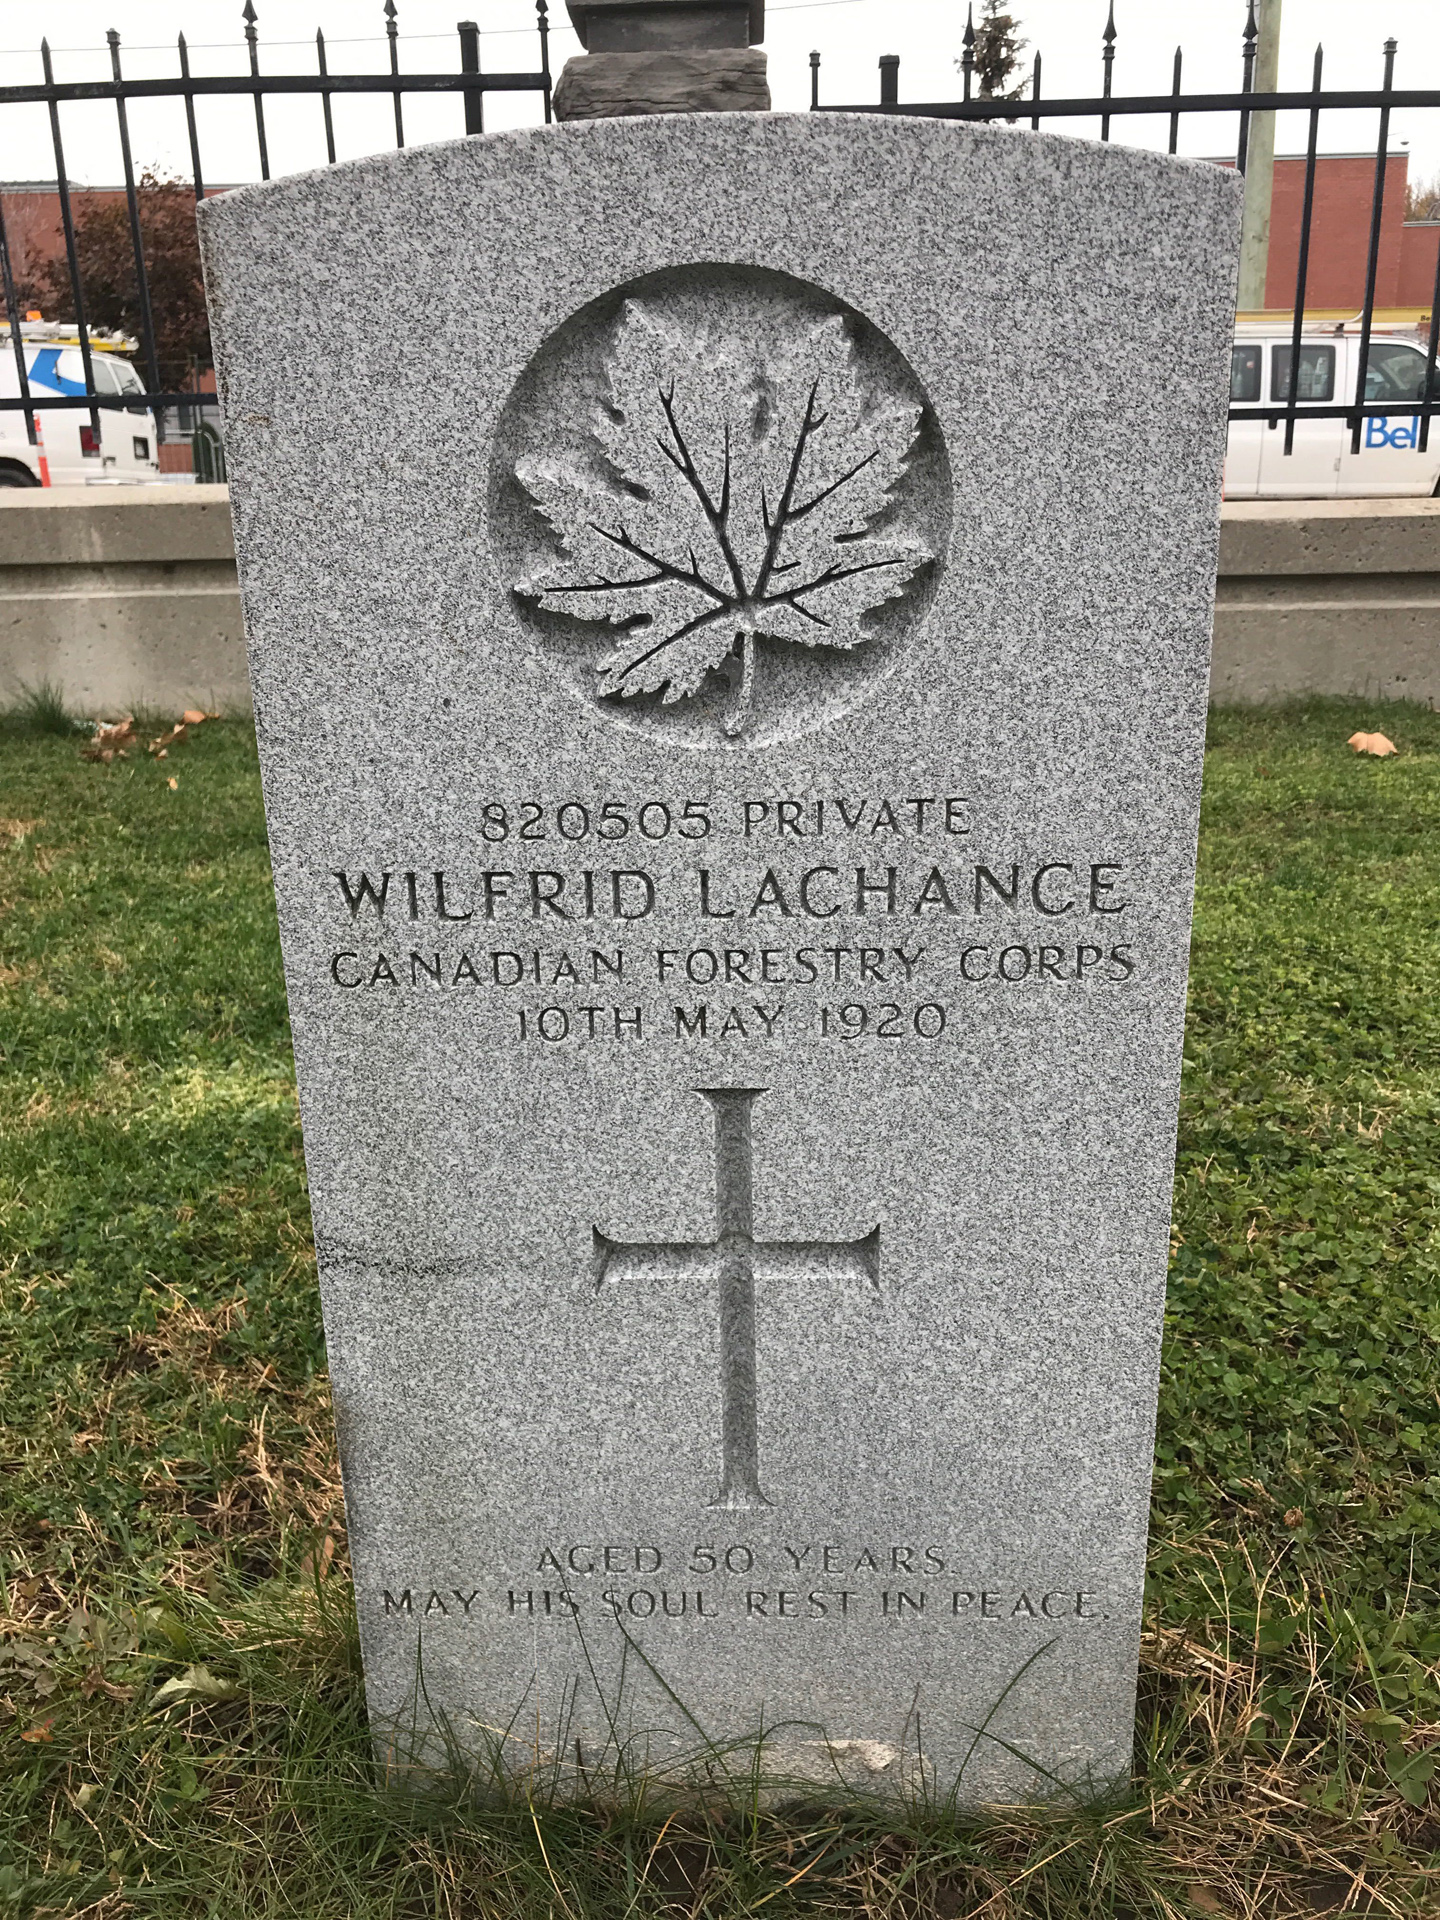 820505 PRIVATE
WILFRID LACHANCE
CANADIAN FORESTRY CORPS
10TH MAY 1920
AGED 50 YEARS.
MAY HIS SOUL REST IN PEACE.
Bell